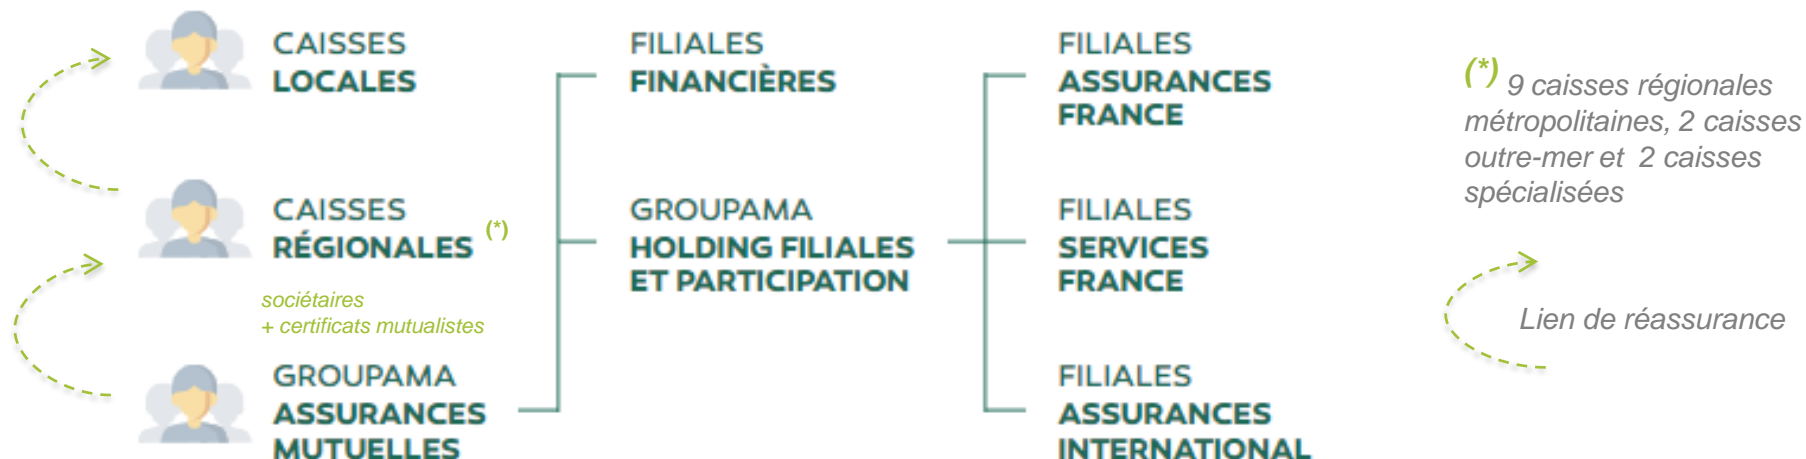 CAISSES
LOCALES
CAISSES
RÉGIONALES (*)
sociétaires
+ certificats mutualistes
GROUPAMA
ASSURANCES
MUTUELLES
FILIALES
FINANCIÈRES
GROUPAMA
HOLDING FILIALES
ET PARTICIPATION
FILIALES
ASSURANCES
FRANCE
FILIALES
SERVICES
FRANCE
FILIALES
ASSURANCES
INTERNATIONAL
(*) 9 caisses régionales
métropolitaines, 2 caisses
outre-mer et 2 caisses
spécialisées
Lien de réassurance